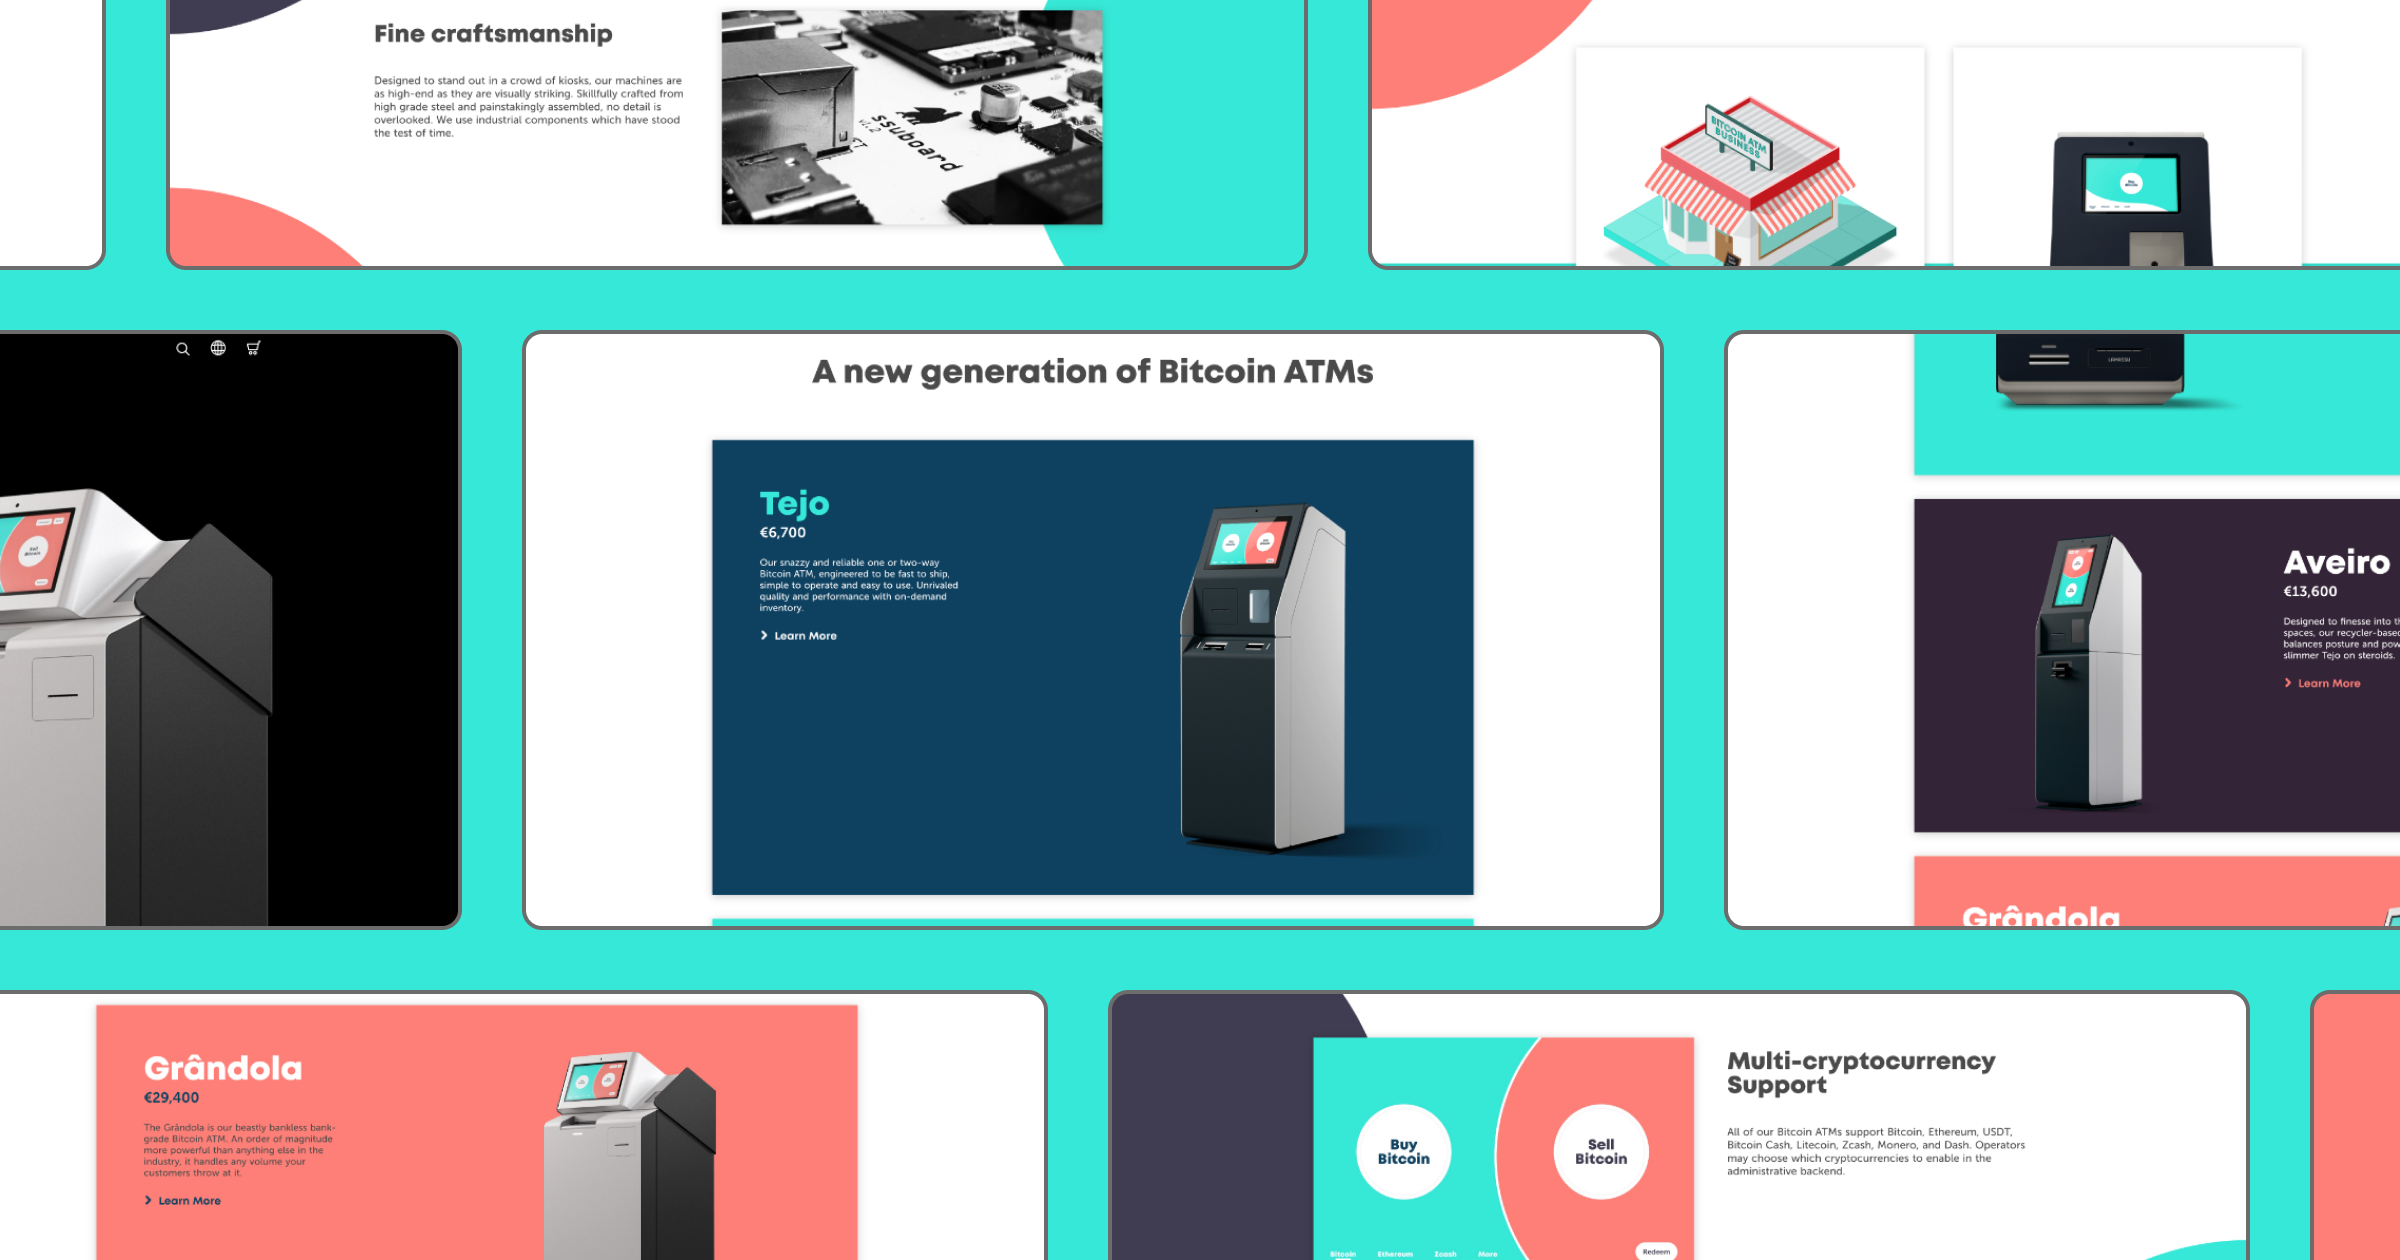 Fine craftsmanship
Designed to stand out in a crowd of kiosks, our machines are
as high-end as they are visually striking. Skillfully crafted from
high grade steel and painstakingly assembled, no detail is
overlooked. We use industrial components which have stood
the test of time.
ssuboard
v1.2
BITCOIN ATM
BUSINESS
A new generation of Bitcoin ATMs
Tejo
€6,700
Our snazzy and reliable one or two-way
Bitcoin ATM, engineered to be fast to ship,
simple to operate and easy to use. Unrivaled
quality and performance with on-demand
inventory.
Learn More
Aveiro
€13,600
Designed to finesse into
spaces, our recycler-based
balances posture and
slimmer Tejo on steroids.
Learn More
Grândola
Grândola
€29,400
The Grândola is our beastly bankless bank-
grade Bitcoin ATM. An order of magnitude
more powerful than anything else in the
industry, it handles any volume your
customers throw at it.
Learn More
Buy
Bitcoin
Sell
Bitcoin
Bitcoin Ethereum Zcash More
Redeem
Multi-cryptocurrency
Support
All of our Bitcoin ATMs support Bitcoin, Ethereum, USDT,
Bitcoin Cash, Litecoin, Zcash, Monero, and Dash. Operators
may choose which cryptocurrencies to enable in the
administrative backend.